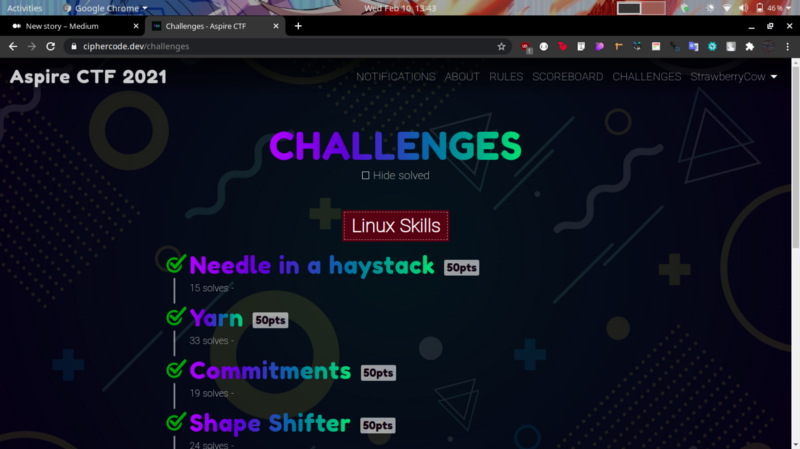 Activities Google Chrome Wed Feb 10, 13:43 46%
New story – Medium Challenges - Aspire CTF
ciphercode.dev/challenges
Aspire CTF 2021 NOTIFICATIONS ABOUT RULES SCOREBOARD CHALLENGES StrawberryCow
CHALLENGES
Hide solved
Linux Skills
Needle in a haystack 50pts
15 solves -
Yarn 50pts
33 solves -
Commitments 50pts
19 solves -
Shape Shifter 50pts
24 solves -